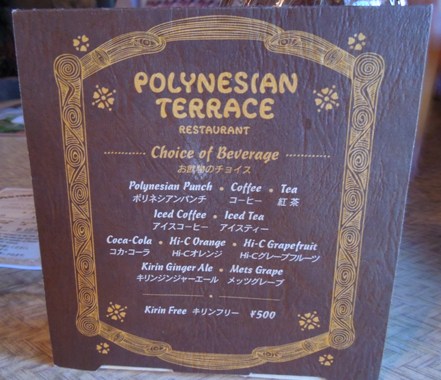 POLYNESIAN
TERRACE
RESTAURANT
Choice of Beverage
お飲物のチョイス
Polynesian Punch • Coffee • Tea
ポリネシアンパンチ コーヒー 紅茶
Iced Coffee • Iced Tea
アイスコーヒー アイスティー
Coca-Cola • Hi-C Orange • Hi-C Grapefruit
コカ・コーラ Hi-Cオレンジ Hi-Cグレープフルーツ
Kirin Ginger Ale • Mets Grape
キリンジンジャーエール メッツグレープ
Kirin Free キリンフリー ¥500